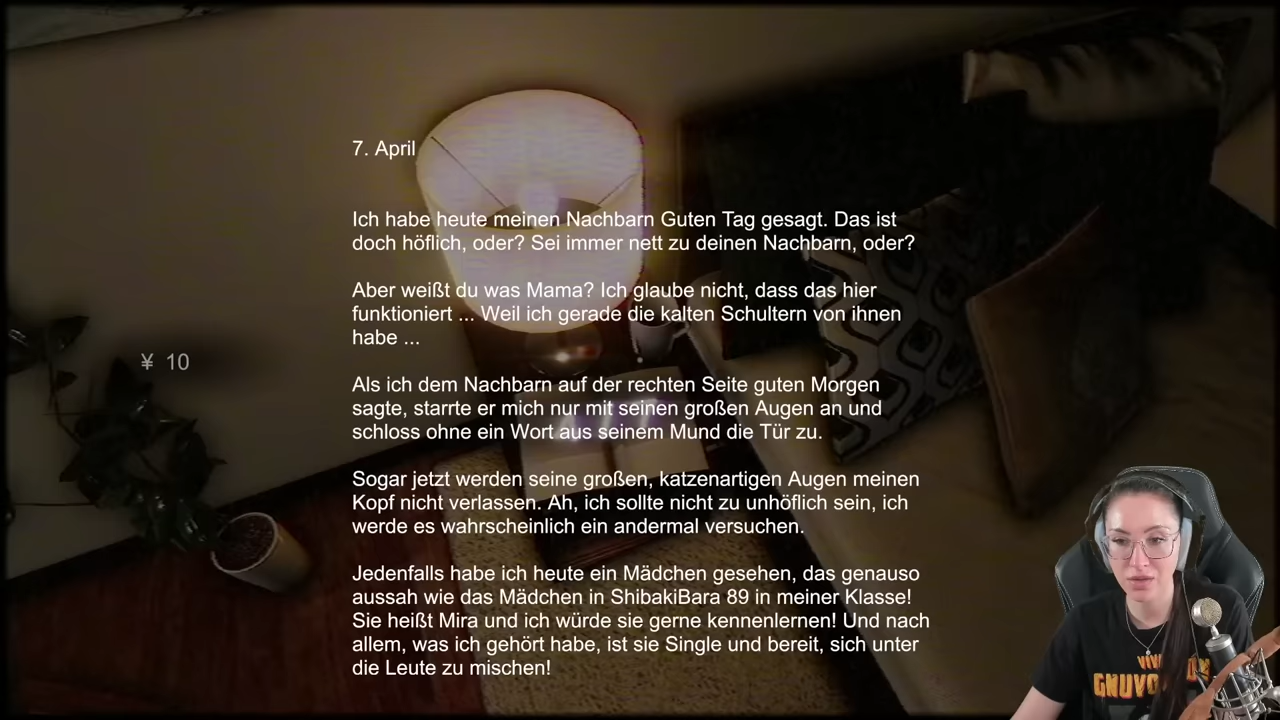 7. April
Ich habe heute meinen Nachbarn Guten Tag gesagt. Das ist
doch höflich, oder? Sei immer nett zu deinen Nachbarn, oder?
Aber weißt du was Mama? Ich glaube nicht, dass das hier
funktioniert ... Weil ich gerade die kalten Schultern von ihnen
habe ...
¥ 10
Als ich dem Nachbarn auf der rechten Seite guten Morgen
sagte, starrte er mich nur mit seinen großen Augen an und
schloss ohne ein Wort aus seinem Mund die Tür zu.
Sogar jetzt werden seine großen, katzenartigen Augen meinen
Kopf nicht verlassen. Ah, ich sollte nicht zu unhöflich sein, ich
werde es wahrscheinlich ein andermal versuchen.
Jedenfalls habe ich heute ein Mädchen gesehen, das genauso
aussah wie das Mädchen in ShibakiBara 89 in meiner Klasse!
Sie heißt Mira und ich würde sie gerne kennenlernen! Und nach
allem, was ich gehört habe, ist sie Single und bereit, sich unter
die Leute zu mischen!